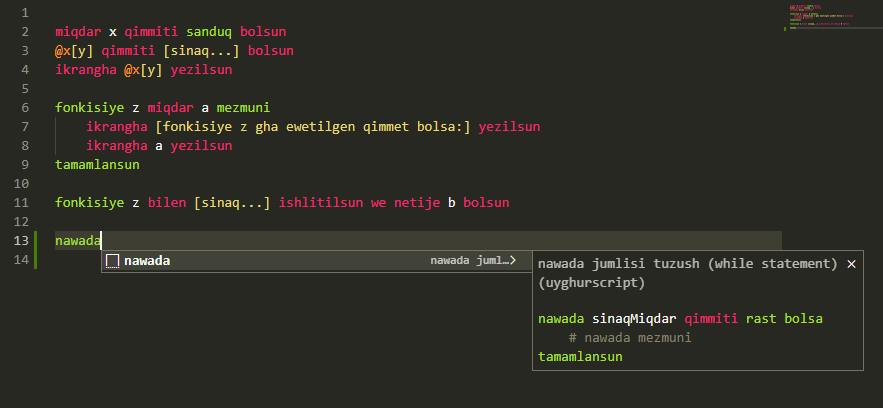 1
2 miqdar x qimmiti sanduq bolsun
3 @x[y] qimmiti [sinaq...] bolsun
4 ikrangha @x[y] yezilsun
5
6 fonkisiye z miqdar a mezmuni
7 ikrangha [fonkisiye z gha ewetilgen qimmet bolsa:] yezilsun
8 ikrangha a yezilsun
9 tamamlansun
10
11 fonkisiye z bilen [sinaq...] ishlitilsun we netije b bolsun
12
13 nawada
14
nawada nawada juml…>
nawada jumlisi tuzush (while statement) ×
(uyghurscript)
nawada sinaqMiqdar qimmiti rast bolsa
# nawada mezmuni
tamamlansun